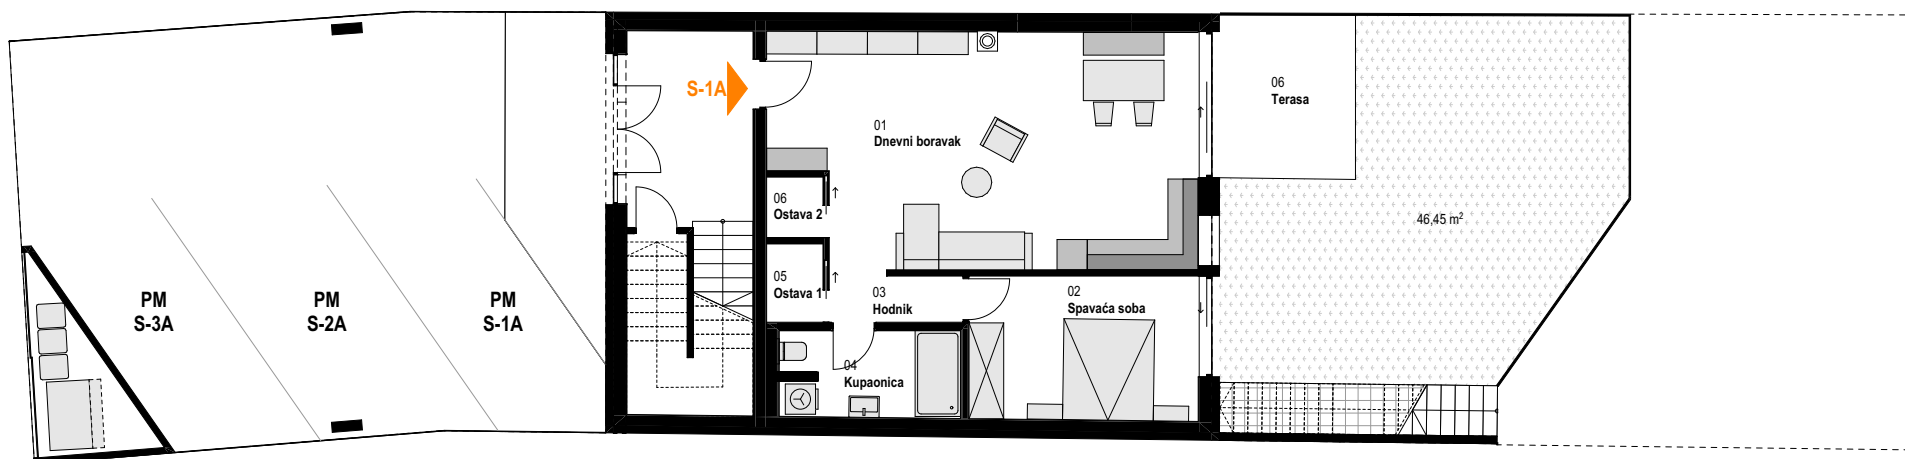 S-1A
01
Dnevni boravak
06
Terasa
06
Ostava 2
46,45 m²
05
Ostava 1
03
Hodnik
02
Spavaća soba
PM
S-3A
PM
S-2A
PM
S-1A
04
Kupaonica